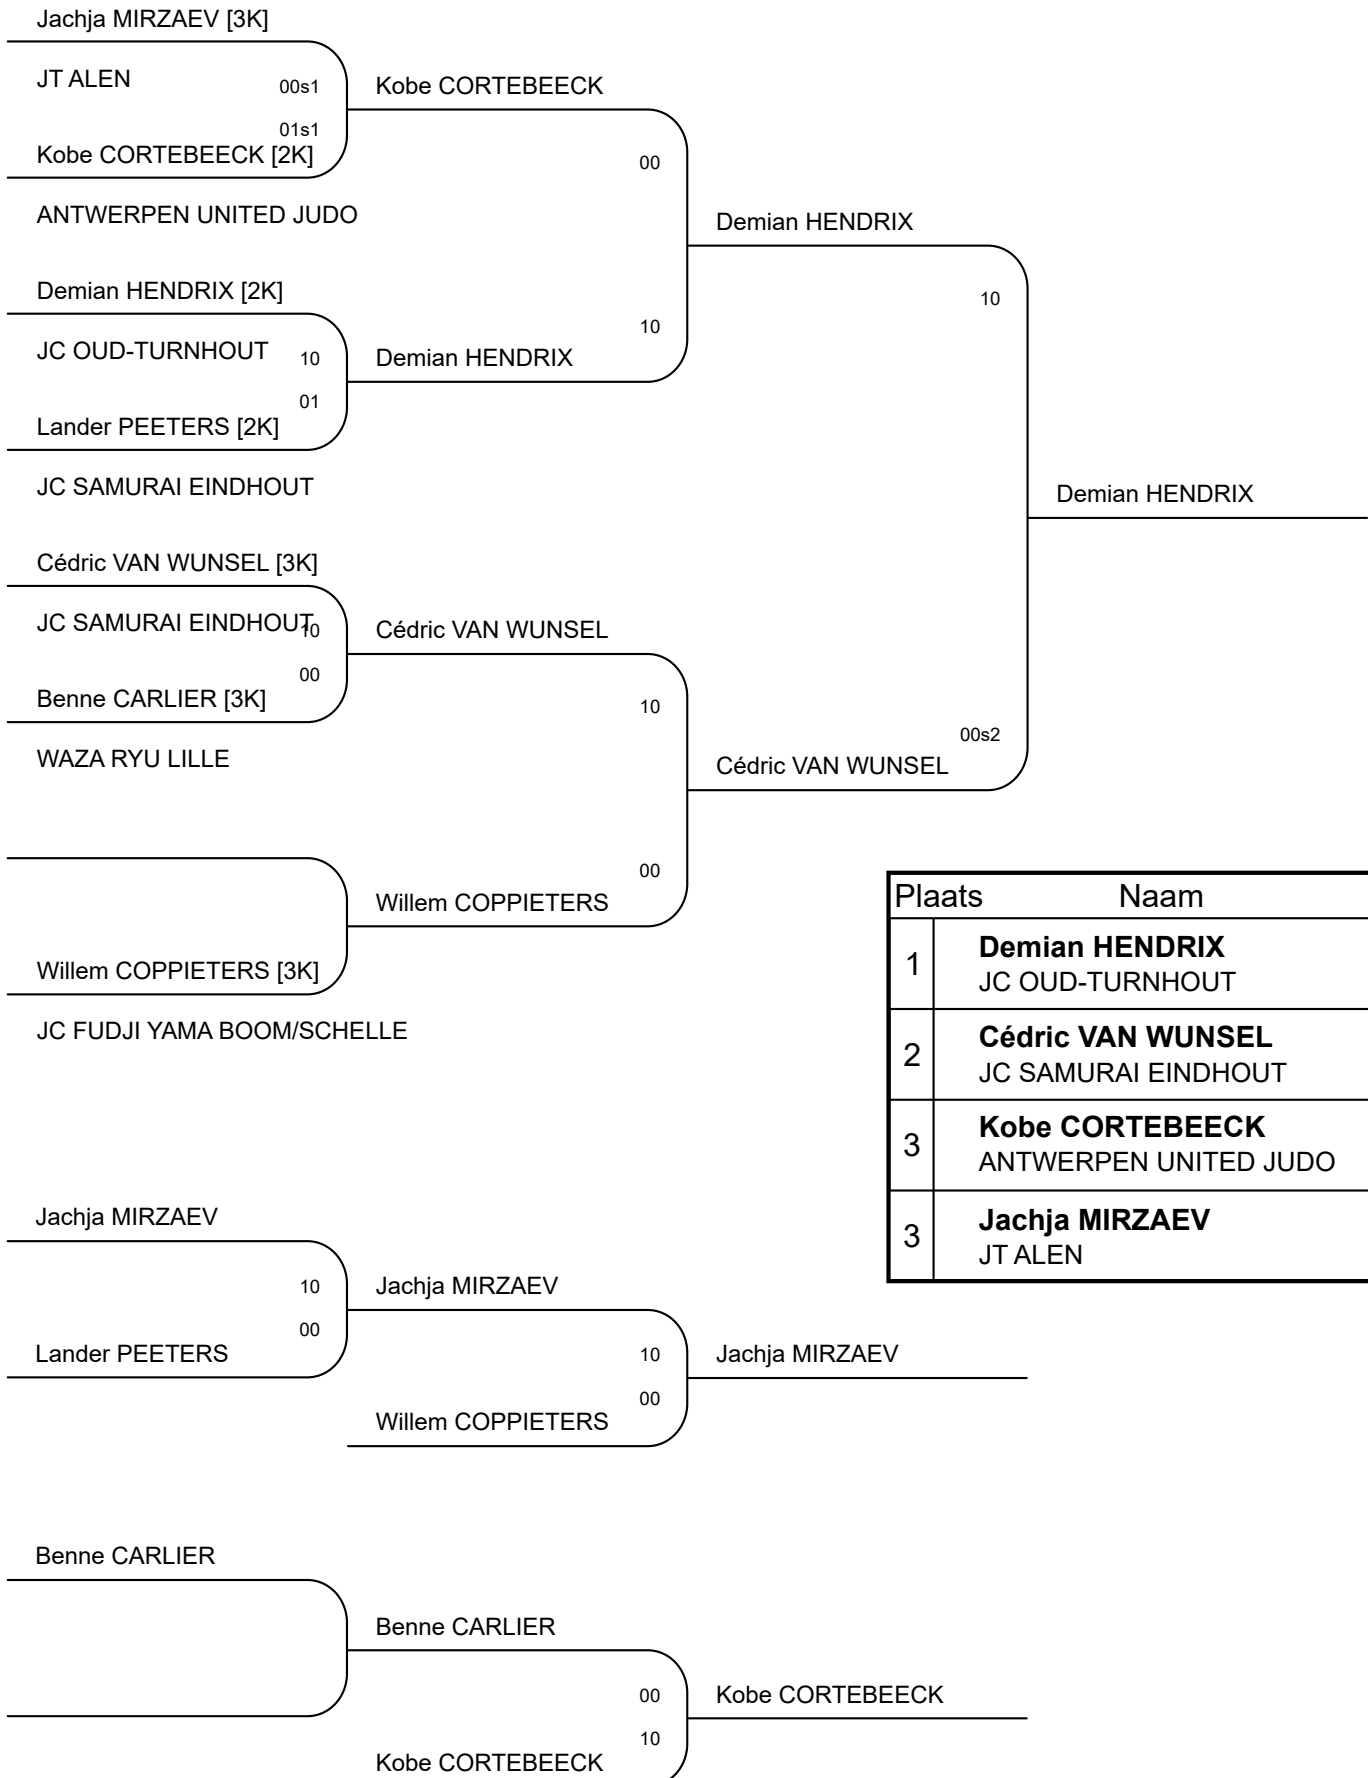 Jachja MIRZAEV [3K]
JT ALEN
00s1
Kobe CORTEBEECK
01s1
Kobe CORTEBEECK [2K]
00
ANTWERPEN UNITED JUDO
Demian HENDRIX
Demian HENDRIX [2K]
10
10
JC OUD-TURNHOUT
10
Demian HENDRIX
01
Lander PEETERS [2K]
JC SAMURAI EINDHOUT
Demian HENDRIX
Cédric VAN WUNSEL [3K]
JC SAMURAI EINDHOUT
10
Cédric VAN WUNSEL
00
Benne CARLIER [3K]
10
00s2
WAZA RYU LILLE
Cédric VAN WUNSEL
00
Willem COPPIETERS
Willem COPPIETERS [3K]
JC FUDJI YAMA BOOM/SCHELLE
Plaats Naam
1 Demian HENDRIX
JC OUD-TURNHOUT
2 Cédric VAN WUNSEL
JC SAMURAI EINDHOUT
3 Kobe CORTEBEECK
ANTWERPEN UNITED JUDO
3 Jachja MIRZAEV
JT ALEN
Jachja MIRZAEV
10
Jachja MIRZAEV
00
Lander PEETERS
10
Jachja MIRZAEV
00
Willem COPPIETERS
Benne CARLIER
Benne CARLIER
00
Kobe CORTEBEECK
10
Kobe CORTEBEECK